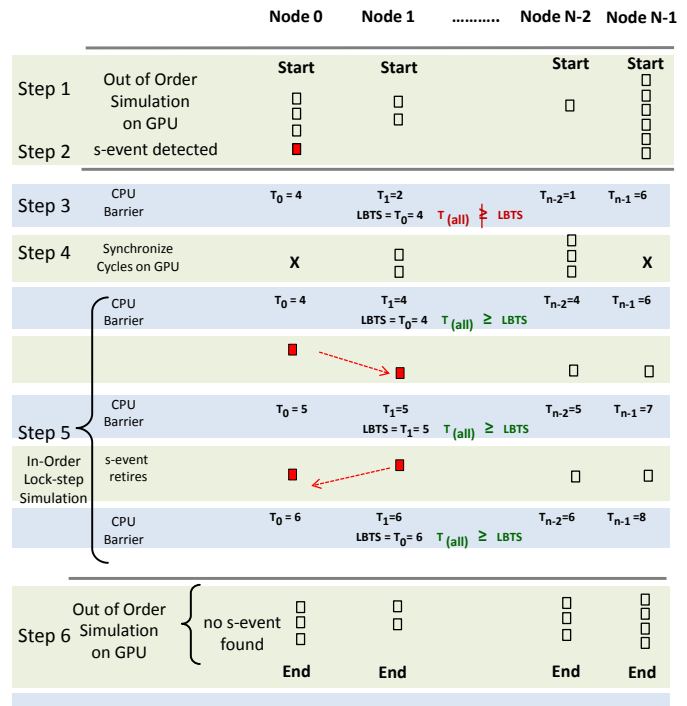 Node 0 Node 1 ……….. Node N-2 Node N-1
Start Start Start Start
Step 1
Out of Order
Simulation
on GPU
Step 2 s-event detected
Step 3
CPU
Barrier
T0 = 4 T1=2 Tn-2=1 Tn-1 =6
LBTS = T0= 4 T (all) ≱ LBTS
Step 4
Synchronize
Cycles on GPU
X X
CPU
Barrier
T0 = 4 T1=4 Tn-2=4 Tn-1 =6
LBTS = T0= 4 T (all) ≥ LBTS
CPU
Barrier
T0 = 5 T1=5 Tn-2=5 Tn-1 =7
LBTS = T1= 5 T (all) ≥ LBTS
Step 5
In-Order
Lock-step
Simulation
s-event
retires
CPU
Barrier
T0 = 6 T1=6 Tn-2=6 Tn-1 =8
LBTS = T0= 6 T (all) ≥ LBTS
Step 6
Out of Order
Simulation
on GPU
no s-event
found
End End End End